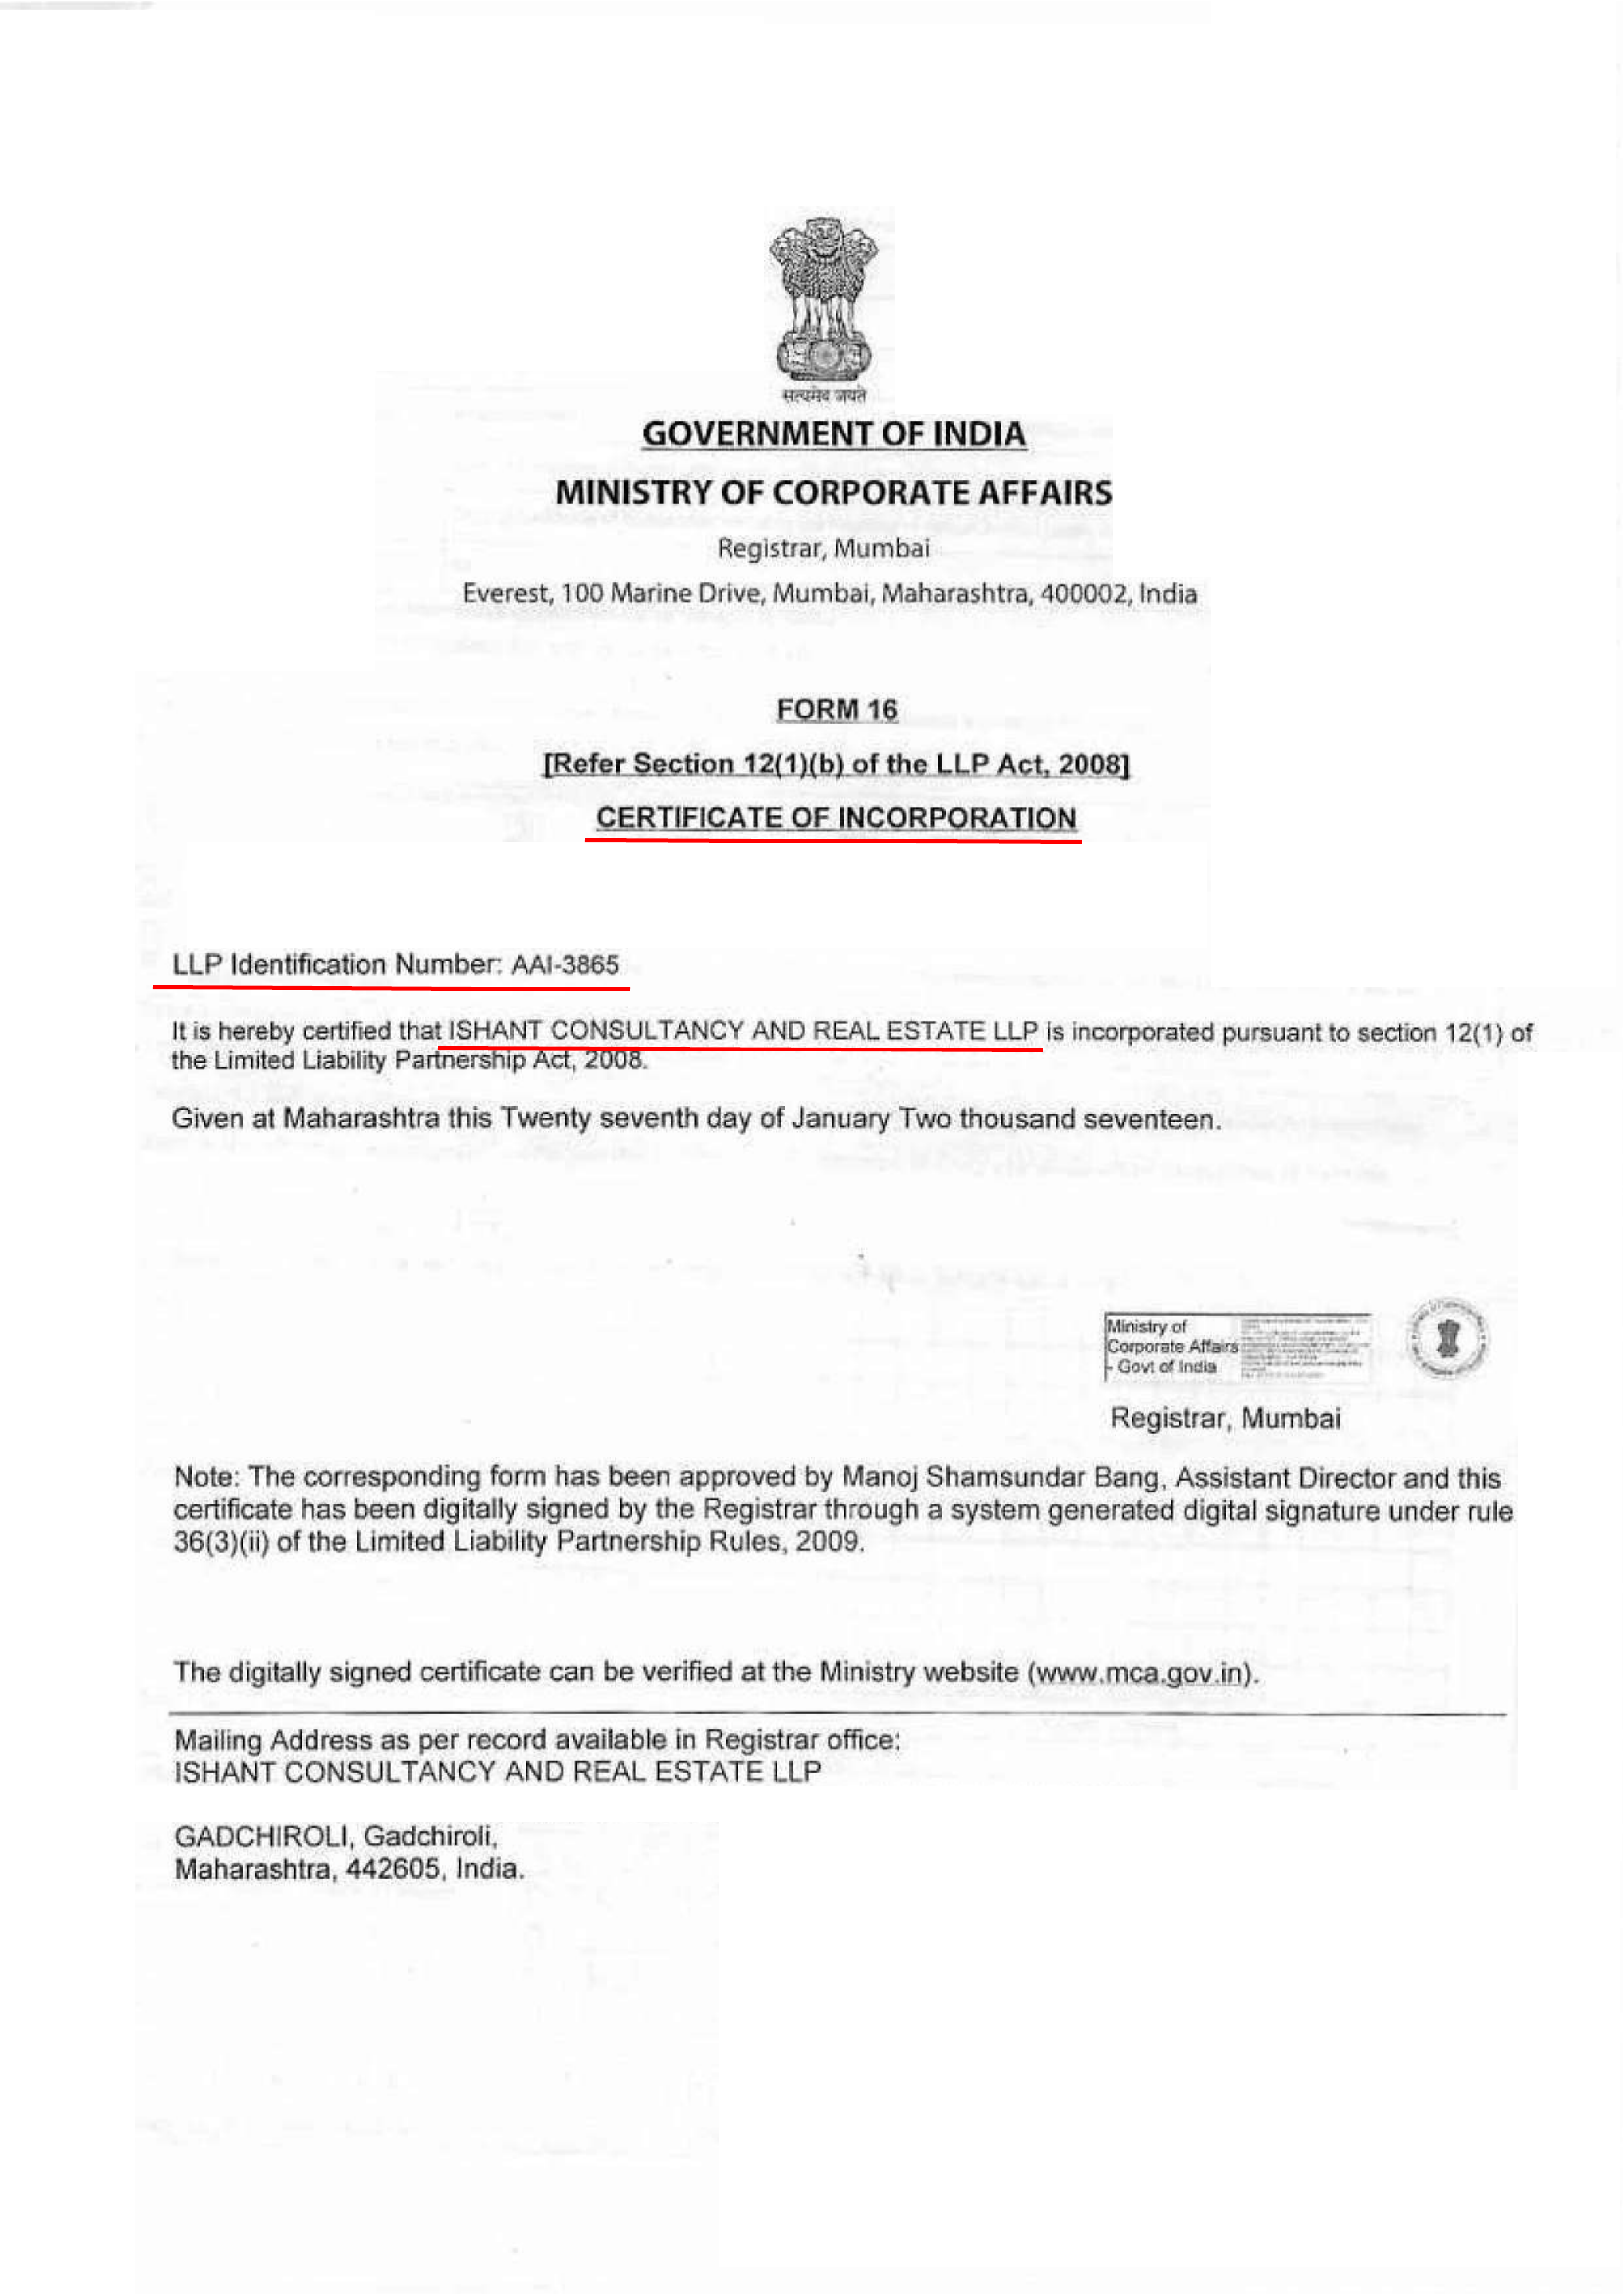 सत्यमेव जयते
GOVERNMENT OF INDIA
MINISTRY OF CORPORATE AFFAIRS
Registrar, Mumbai
Everest, 100 Marine Drive, Mumbai, Maharashtra, 400002, India
FORM 16
[Refer Section 12(1)(b) of the LLP Act, 2008]
CERTIFICATE OF INCORPORATION
LLP Identification Number: AAI-3865
It is hereby certified that ISHANT CONSULTANCY AND REAL ESTATE LLP is incorporated pursuant to section 12(1) of
the Limited Liability Partnership Act, 2008.
Given at Maharashtra this Twenty seventh day of January Two thousand seventeen.
Ministry of
Corporate Affairs
- Govt of India
Registrar, Mumbai
Note: The corresponding form has been approved by Manoj Shamsundar Bang, Assistant Director and this
certificate has been digitally signed by the Registrar through a system generated digital signature under rule
36(3)(ii) of the Limited Liability Partnership Rules, 2009.
The digitally signed certificate can be verified at the Ministry website (www.mca.gov.in).
Mailing Address as per record available in Registrar office:
ISHANT CONSULTANCY AND REAL ESTATE LLP
GADCHIROLI, Gadchiroli,
Maharashtra, 442605, India.